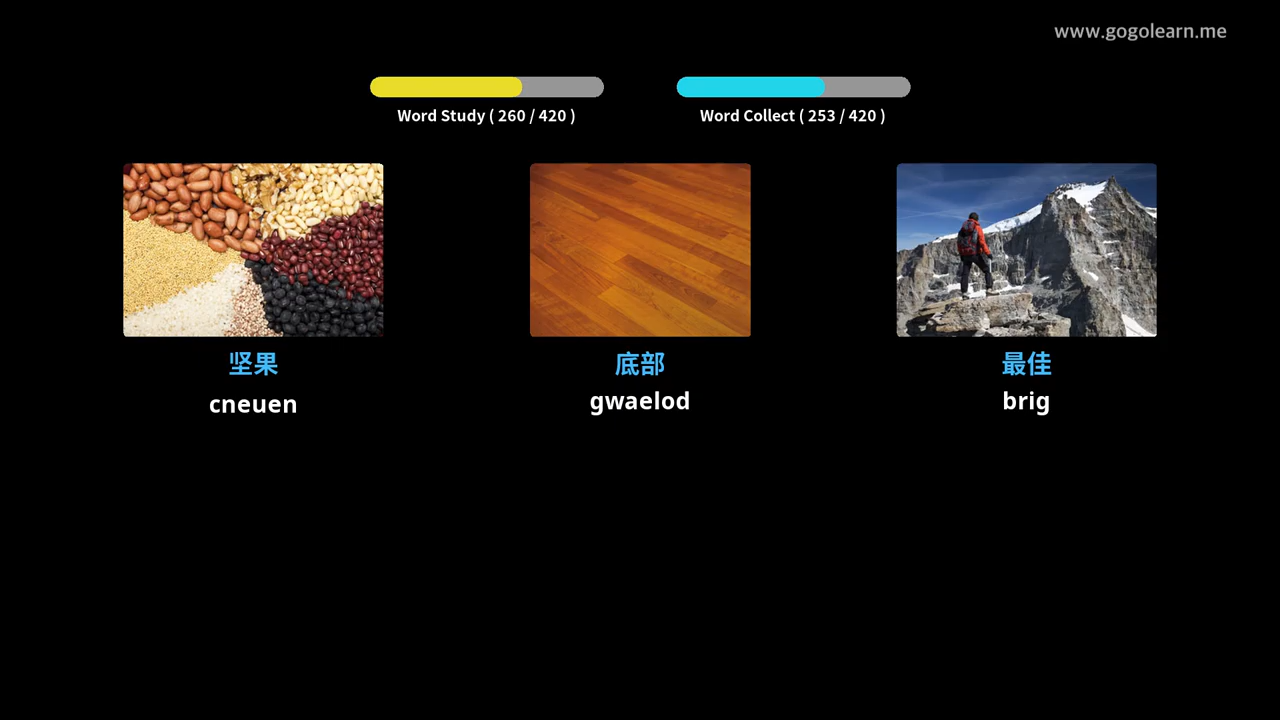 www.gogolearn.me
Word Study ( 260 / 420 )
Word Collect ( 253 / 420 )
坚果
底部
最佳
cneuen
gwaelod
brig